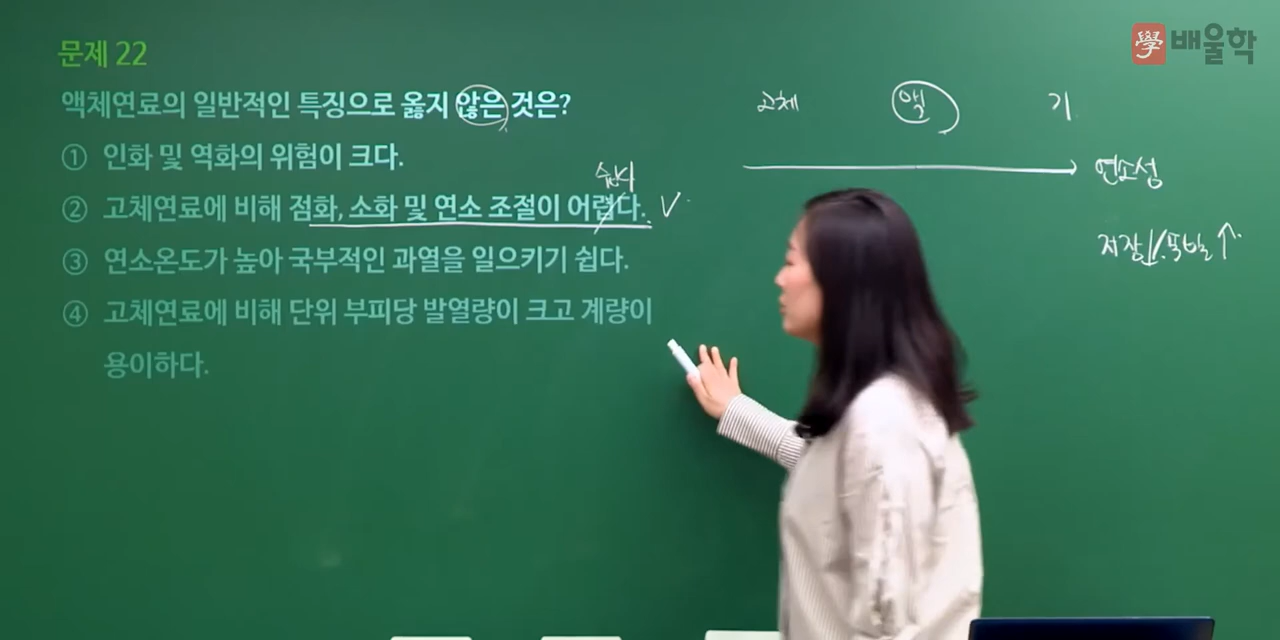 學 배울학
문제 22
액체연료의 일반적인 특징으로 옳지 않은 것은?
① 인화 및 역화의 위험이 크다.
쉽다
② 고체연료에 비해 점화, 소화 및 연소 조절이 어렵다. V
③ 연소온도가 높아 국부적인 과열을 일으키기 쉽다.
④ 고체연료에 비해 단위 부피당 발열량이 크고 계량이
용이하다.
고체 액 기
연소성
저장↓/폭발↑